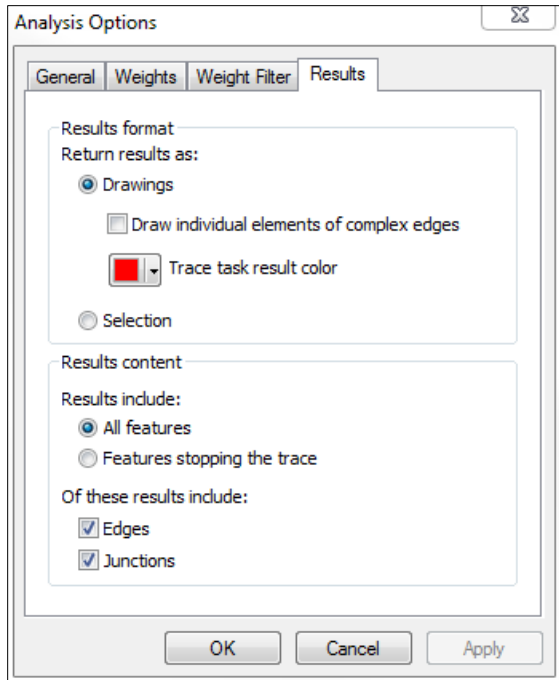 Analysis Options
General Weights Weight Filter Results
Results format
Return results as:
Drawings
Draw individual elements of complex edges
Trace task result color
Selection
Results content
Results include:
All features
Features stopping the trace
Of these results include:
Edges
Junctions
OK Cancel Apply